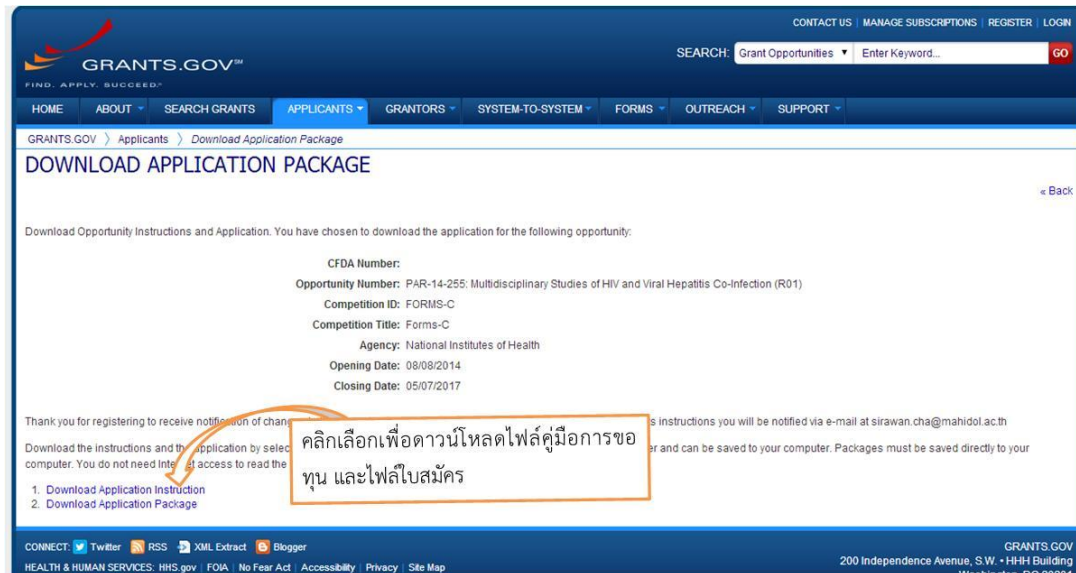 CONTACT US | MANAGE SUBSCRIPTIONS | REGISTER | LOGIN
SEARCH: Grant Opportunities ▼ Enter Keyword... GO
GRANTS.GOV℠
FIND. APPLY. SUCCEED.℠
HOME ABOUT SEARCH GRANTS APPLICANTS GRANTORS SYSTEM-TO-SYSTEM FORMS OUTREACH SUPPORT
GRANTS.GOV 〉 Applicants 〉 Download Application Package
DOWNLOAD APPLICATION PACKAGE
« Back
Download Opportunity Instructions and Application. You have chosen to download the application for the following opportunity:
CFDA Number:
Opportunity Number: PAR-14-255: Multidisciplinary Studies of HIV and Viral Hepatitis Co-Infection (R01)
Competition ID: FORMS-C
Competition Title: Forms-C
Agency: National Institutes of Health
Opening Date: 08/08/2014
Closing Date: 05/07/2017
Thank you for registering to receive notification of instructions you will be notified via e-mail at sirawan.cha@mahidol.ac.th
Download the instructions and the application by and can be saved to your computer. Packages must be saved directly to your
computer. You do not need access to read the
คลิกเลือกเพื่อดาวน์โหลดไฟล์คู่มือการขอ
ทุน และไฟล์ใบสมัคร
1. Download Application Instruction
2. Download Application Package
CONNECT: Twitter RSS XML Extract Blogger
GRANTS.GOV
HEALTH & HUMAN SERVICES: HHS.gov | FOIA | No Fear Act | Accessibility | Privacy | Site Map
200 Independence Avenue, S.W. • HHH Building